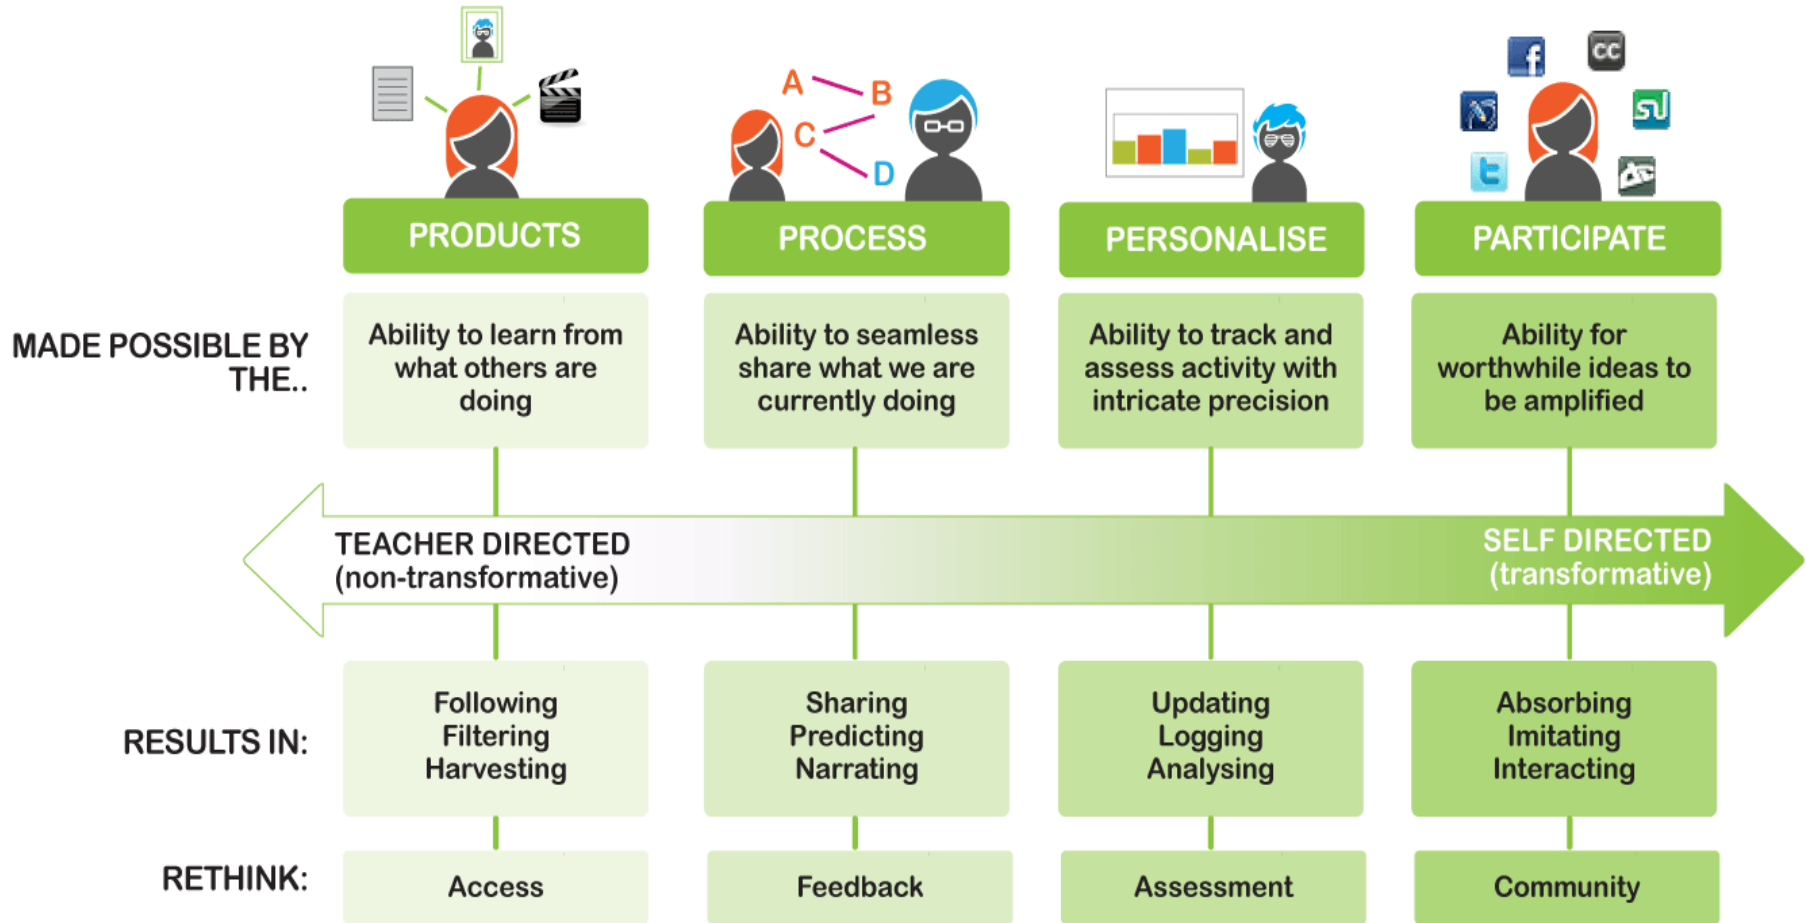 A
B
C
D
f
CC
t
PRODUCTS
PROCESS
PERSONALISE
PARTICIPATE
MADE POSSIBLE BY
THE..
Ability to learn from
what others are
doing
Ability to seamless
share what we are
currently doing
Ability to track and
assess activity with
intricate precision
Ability for
worthwhile ideas to
be amplified
TEACHER DIRECTED
(non-transformative)
SELF DIRECTED
(transformative)
RESULTS IN:
Following
Filtering
Harvesting
Sharing
Predicting
Narrating
Updating
Logging
Analysing
Absorbing
Imitating
Interacting
RETHINK:
Access
Feedback
Assessment
Community